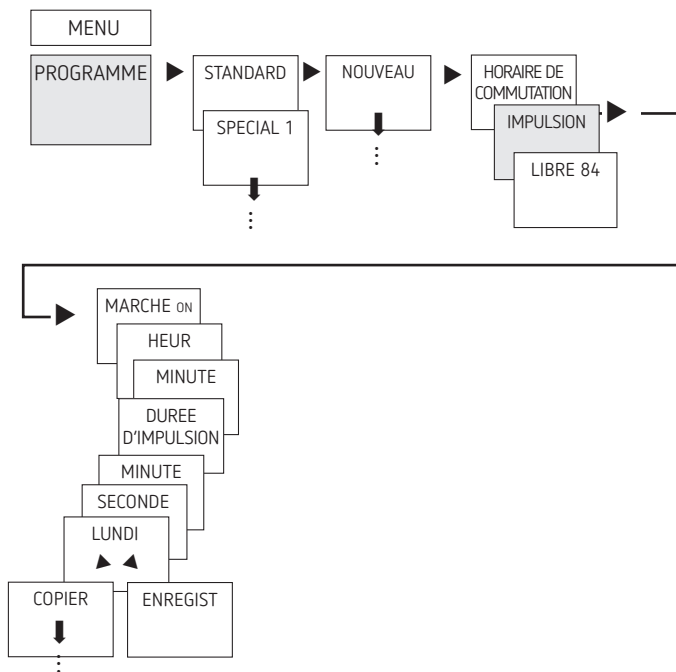 MENU
PROGRAMME
STANDARD
SPECIAL 1
NOUVEAU
HORAIRE DE
COMMUTATION
IMPULSION
LIBRE 84
MARCHE ON
HEUR
MINUTE
DUREE
D'IMPULSION
MINUTE
SECONDE
LUNDI
COPIER
ENREGIST